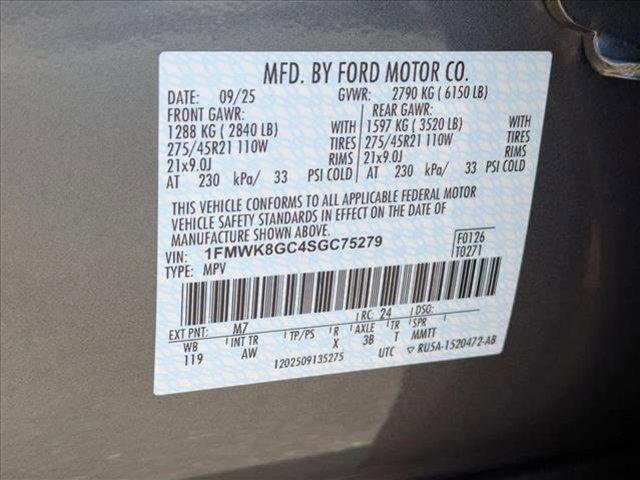 MFD. BY FORD MOTOR CO.
DATE: 09/25 GVWR: 2790 KG ( 6150 LB)
FRONT GAWR: REAR GAWR:
1288 KG ( 2840 LB) WITH 1597 KG ( 3520 LB) WITH
275/45R21 110W TIRES 275/45R21 110W TIRES
21x9.0J RIMS 21x9.0J RIMS
AT 230 kPa/ 33 PSI COLD AT 230 kPa/ 33 PSI COLD
THIS VEHICLE CONFORMS TO ALL APPLICABLE FEDERAL MOTOR
VEHICLE SAFETY STANDARDS IN EFFECT ON THE DATE OF
MANUFACTURE SHOWN ABOVE.
VIN: 1FMWK8GC4SGC75279 F0126
TYPE: MPV T0271
EXT PNT: M7 RC: 24 DSO:
WB INT TR TP/PS R AXLE TR SPR
119 AW X 3B T MMTT
1202509135275 UTC ▽ RU5A-1520472-AB